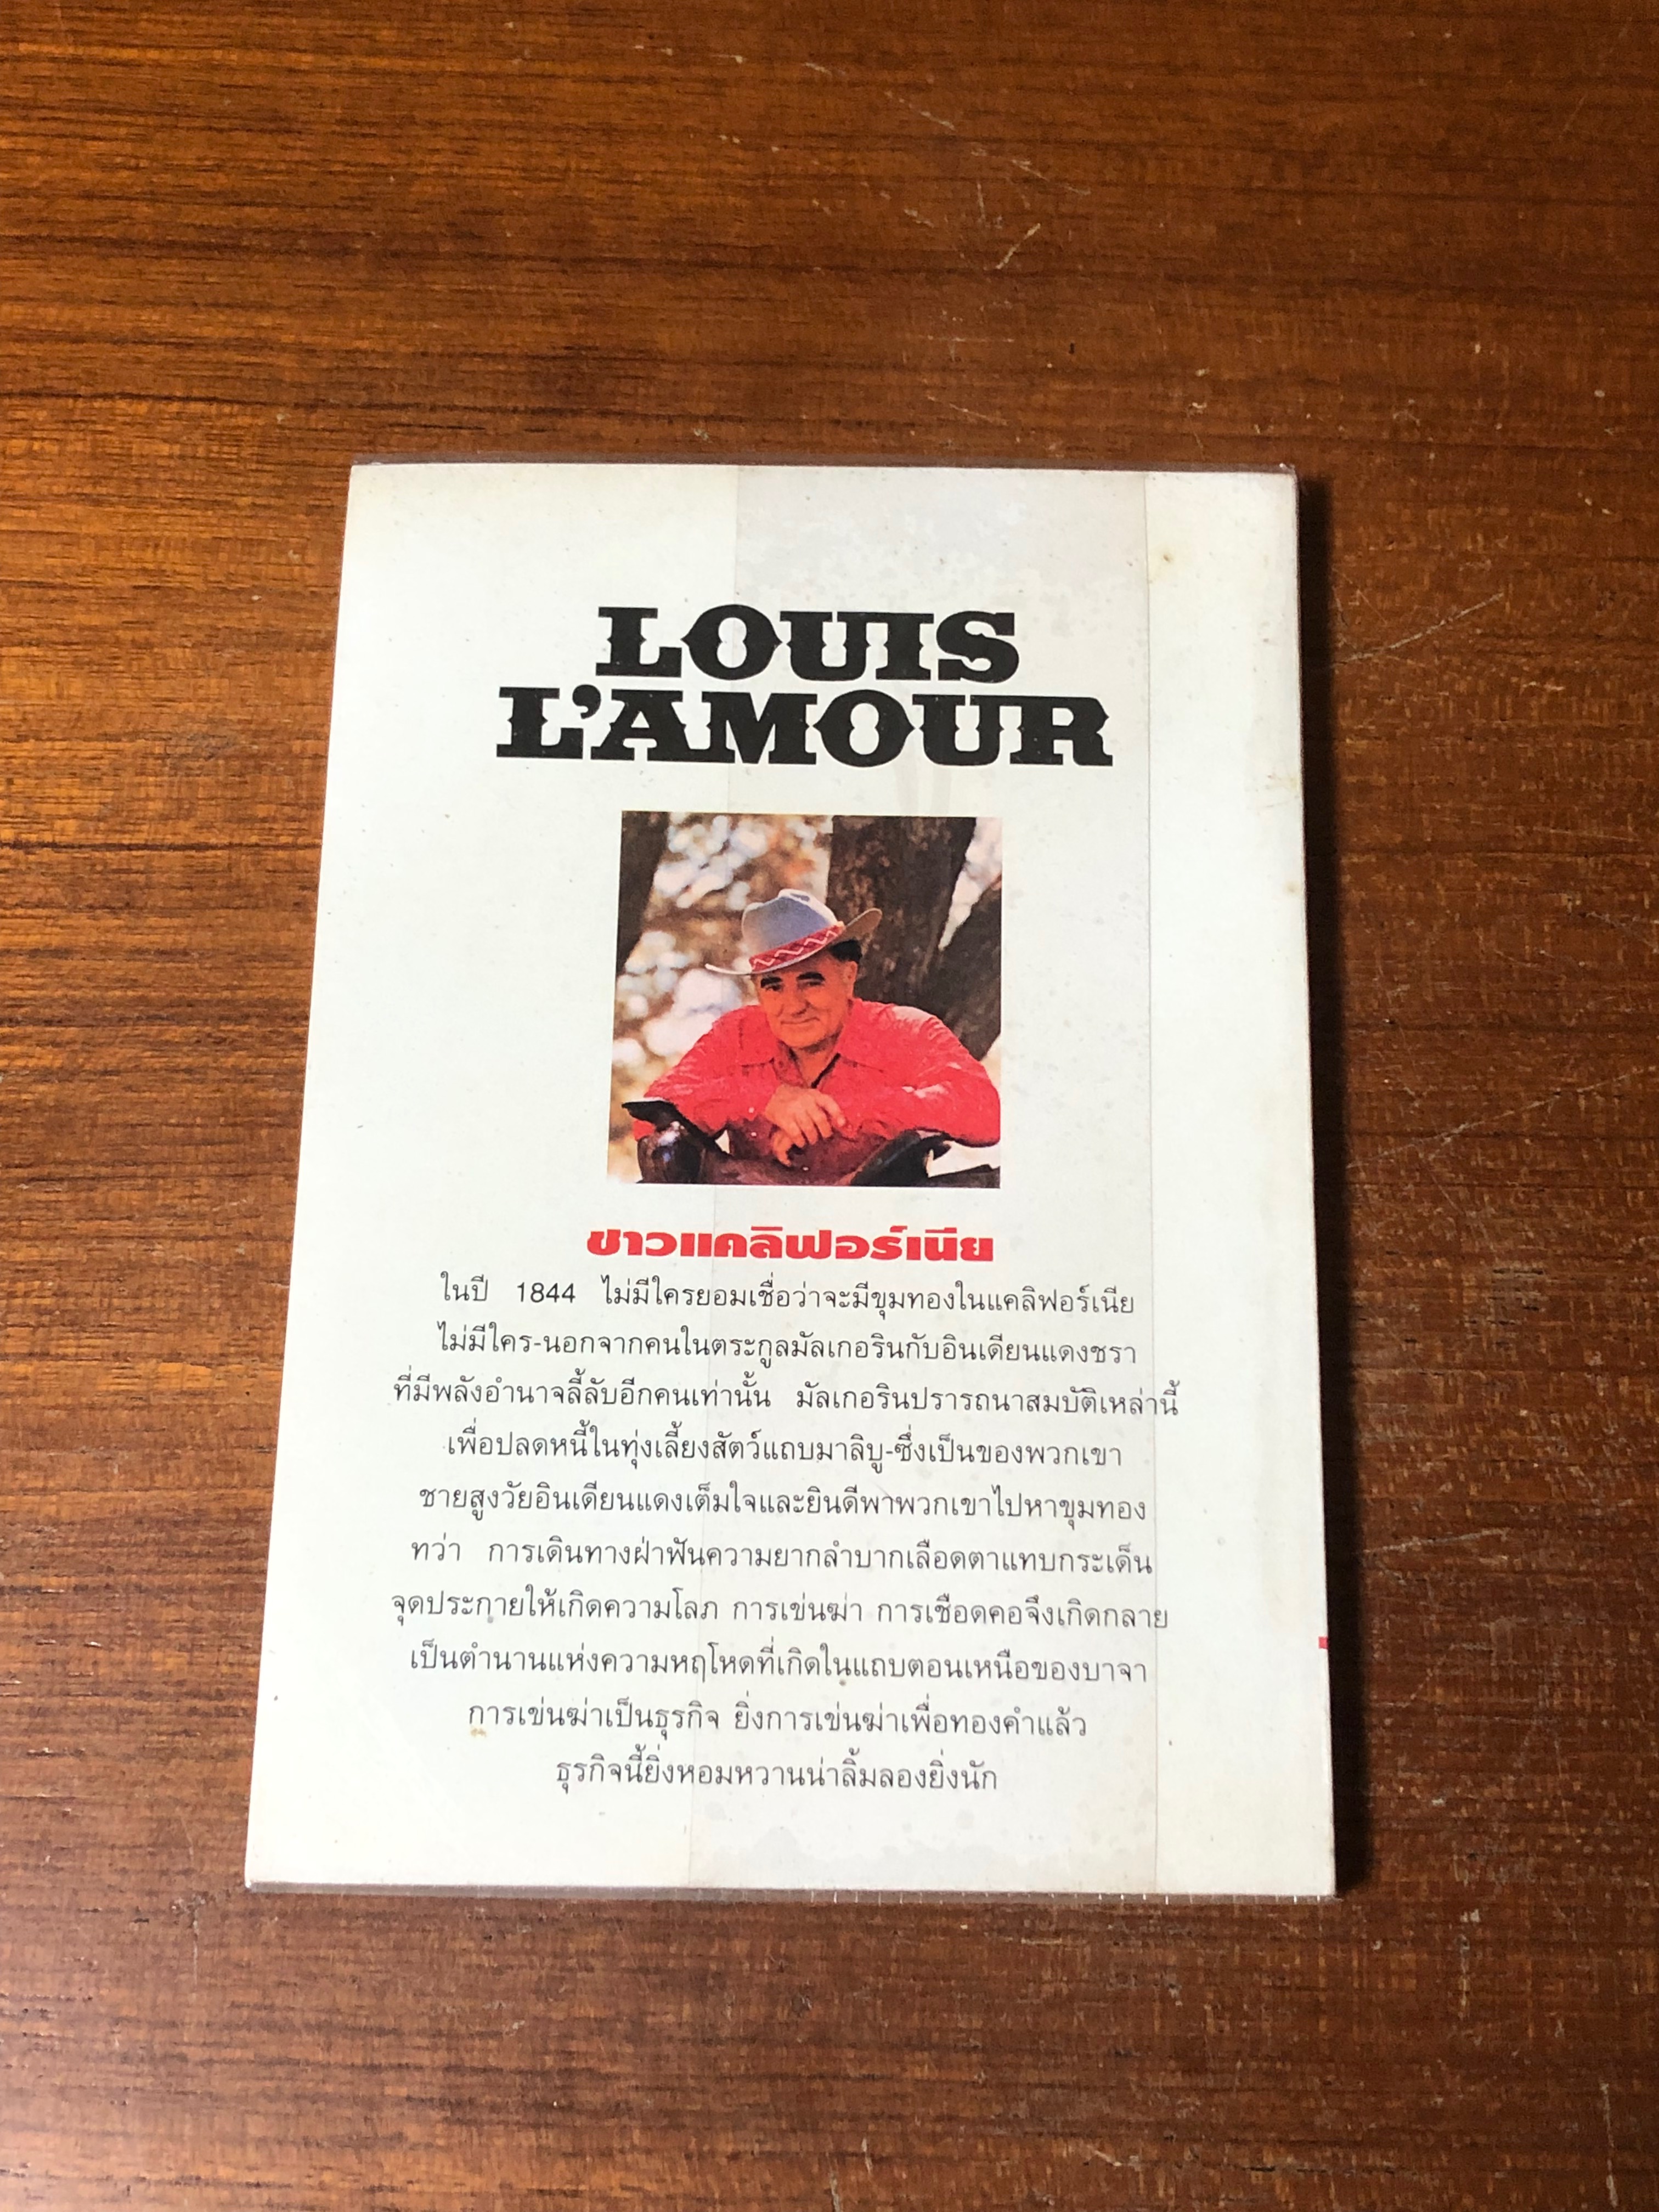 LOUIS
L'AMOUR
ชาวแคลิฟอร์เนีย
ในปี 1844 ไม่มีใครยอมเชื่อว่าจะมีขุมทองในแคลิฟอร์เนีย
ไม่มีใคร-นอกจากคนในตระกูลมัลเกอรินกับอินเดียนแดงชรา
ที่มีพลังอำนาจลี้ลับอีกคนเท่านั้น มัลเกอรินปรารถนาสมบัติเหล่านี้
เพื่อปลดหนี้ในทุ่งเลี้ยงสัตว์แถบมาลิบู-ซึ่งเป็นของพวกเขา
ชายสูงวัยอินเดียนแดงเต็มใจและยินดีพาพวกเขาไปหาขุมทอง
ทว่า การเดินทางฝ่าฟันความยากลำบากเลือดตาแทบกระเด็น
จุดประกายให้เกิดความโลภ การเข่นฆ่า การเชือดคอจึงเกิดกลาย
เป็นตำนานแห่งความหฤโหดที่เกิดในแถบตอนเหนือของบาจา
การเข่นฆ่าเป็นธุรกิจ ยิ่งการเข่นฆ่าเพื่อทองคำแล้ว
ธุรกิจนี้ยิ่งหอมหวานน่าลิ้มลองยิ่งนัก